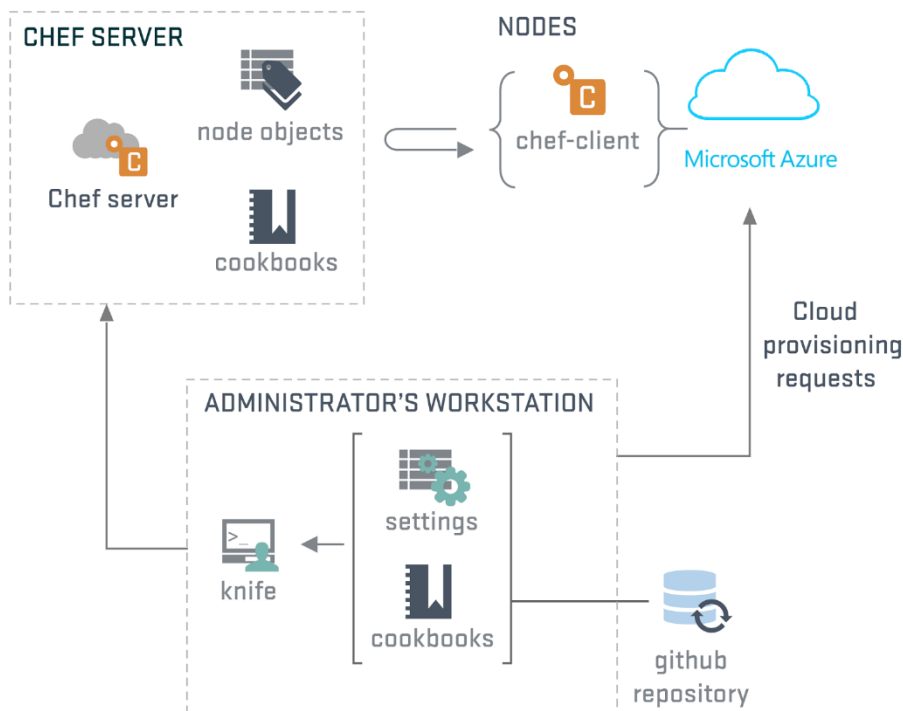 CHEF SERVER
node objects
Chef server
cookbooks
NODES
C
chef-client
Microsoft Azure
C
Cloud
provisioning
requests
ADMINISTRATOR'S WORKSTATION
settings
>_
knife
cookbooks
github
repository